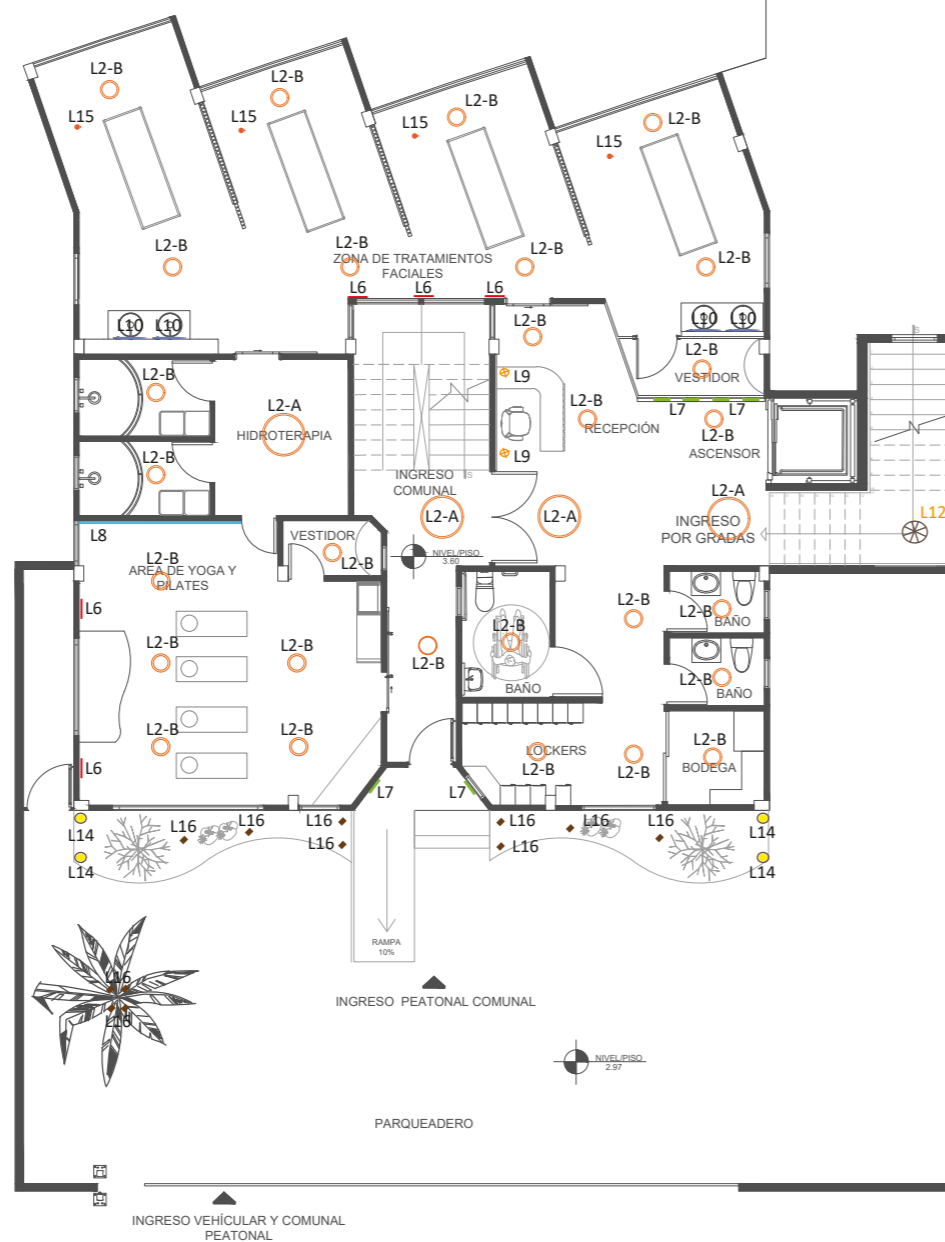 L2-B
L2-B
L2-B
L2-B
L15
L15
L15
L15
L2-B
L2-B
L2-B
L2-B
ZONA DE TRATAMIENTOS
FACIALES
L6
L6
L6
L10
L10
L10
L10
L2-B
L2-B
VESTIDOR
L2-B
L9
L2-A
HIDROTERAPIA
L2-B
RECEPCIÓN
L7
L7
L2-B
ASCENSOR
L9
L2-B
INGRESO
COMUNAL
S
S
L2-A
L2-A
L2-A
INGRESO
POR GRADAS
L12
L8
VESTIDOR
L2-B
NIVEL/PISO
3.60
L2-B
AREA DE YOGA Y
PILATES
L6
L2-B
L2-B
L2-B
L2-B
BAÑO
L2-B
BAÑO
L2-B
L2-B
BAÑO
L2-B
L2-B
L2-B
LOCKERS
L2-B
L2-B
L2-B
BODEGA
L6
L7
L7
L14
L16
L16
L16
L16
L16
L16
L14
L16
L16
L14
L14
RAMPA
10%
L16
L16
INGRESO PEATONAL COMUNAL
NIVEL/PISO
2.97
PARQUEADERO
INGRESO VEHÍCULAR Y COMUNAL
PEATONAL